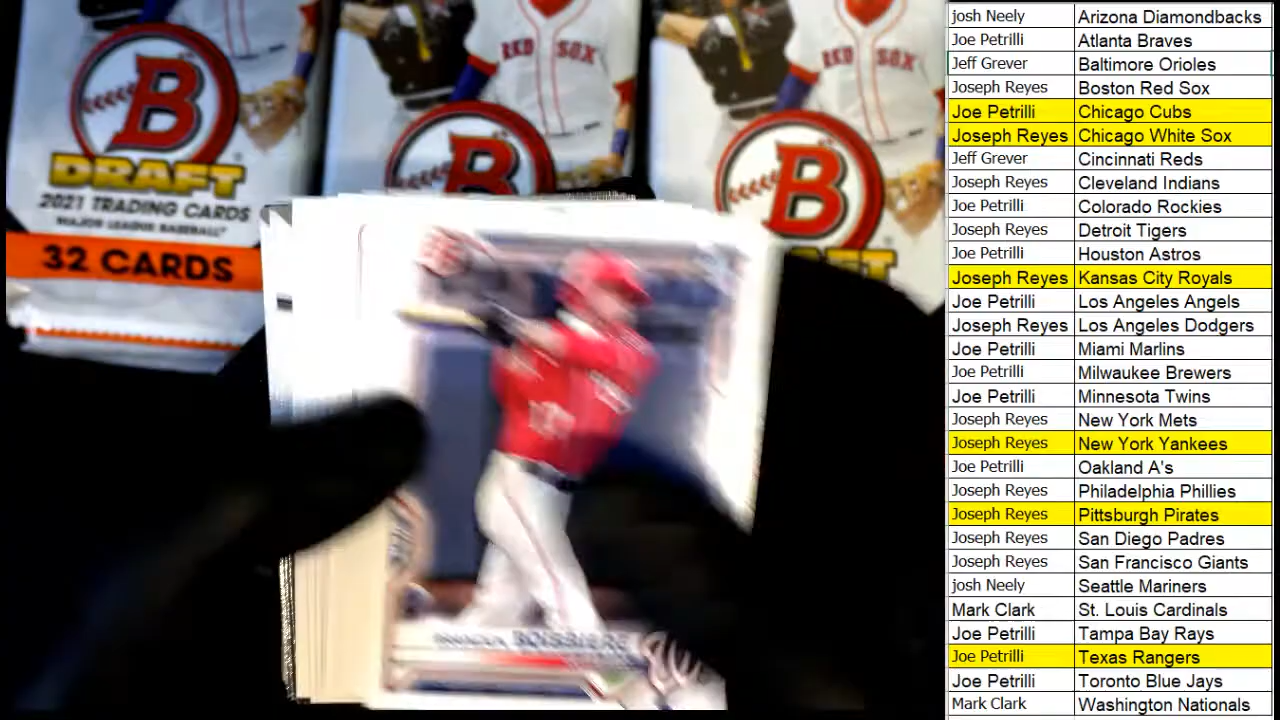 DRAFT
2021 TRADING CARDS
MAJOR LEAGUE BASEBALL
32 CARDS
RED SOX
RED SOX
BOISSIERE
josh Neely Arizona Diamondbacks
Joe Petrilli Atlanta Braves
Jeff Grever Baltimore Orioles
Joseph Reyes Boston Red Sox
Joe Petrilli Chicago Cubs
Joseph Reyes Chicago White Sox
Jeff Grever Cincinnati Reds
Joseph Reyes Cleveland Indians
Joe Petrilli Colorado Rockies
Joseph Reyes Detroit Tigers
Joe Petrilli Houston Astros
Joseph Reyes Kansas City Royals
Joe Petrilli Los Angeles Angels
Joseph Reyes Los Angeles Dodgers
Joe Petrilli Miami Marlins
Joe Petrilli Milwaukee Brewers
Joe Petrilli Minnesota Twins
Joseph Reyes New York Mets
Joseph Reyes New York Yankees
Joe Petrilli Oakland A's
Joseph Reyes Philadelphia Phillies
Joseph Reyes Pittsburgh Pirates
Joseph Reyes San Diego Padres
Joseph Reyes San Francisco Giants
josh Neely Seattle Mariners
Mark Clark St. Louis Cardinals
Joe Petrilli Tampa Bay Rays
Joe Petrilli Texas Rangers
Joe Petrilli Toronto Blue Jays
Mark Clark Washington Nationals